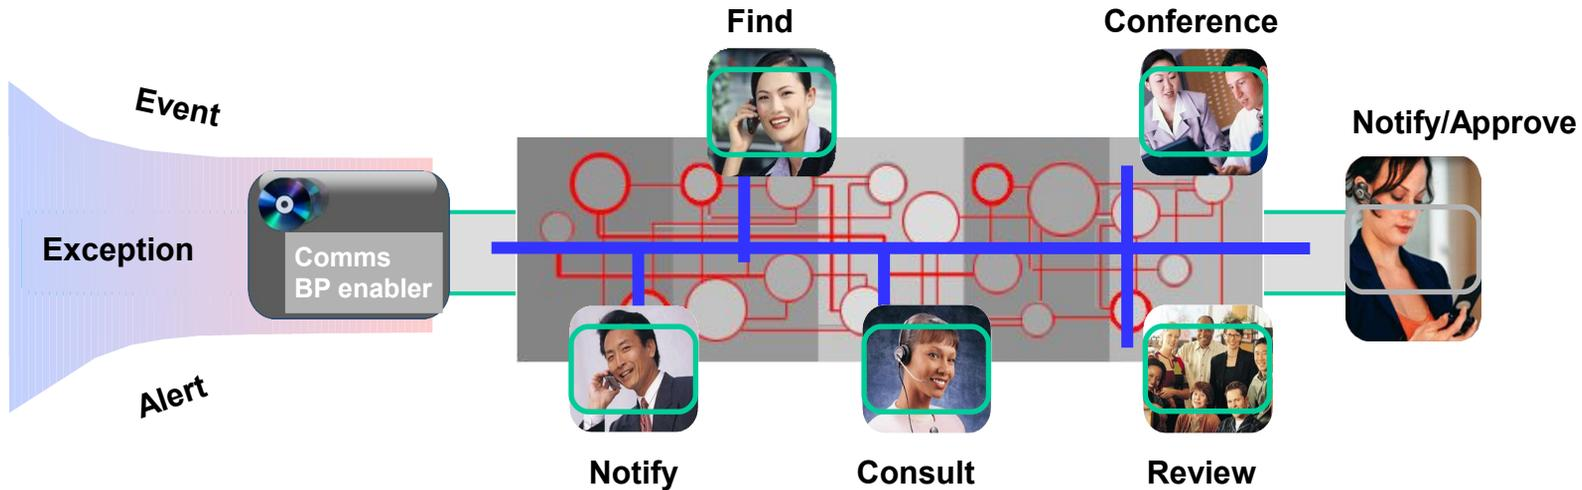 Find
Conference
Event
Notify/Approve
Exception
Comms
BP enabler
Alert
Notify
Consult
Review